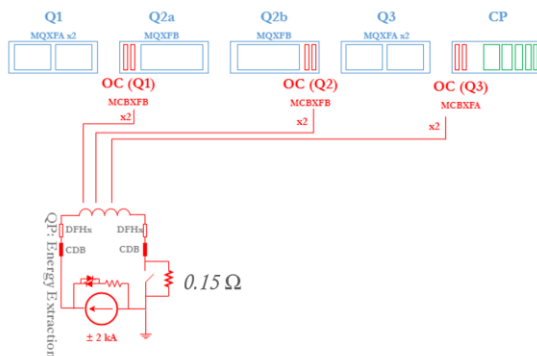 Q1 Q2a Q2b Q3 CP
MQXFA x2 MQXFB MQXFB MQXFA x2
OC (Q1) OC (Q2) OC (Q3)
MCBXFB MCBXFB MCBXFA
x2 x2 x2
QP: Energy Extraction
DFHx DFHx
CDB CDB
0.15 Ω
± 2 kA